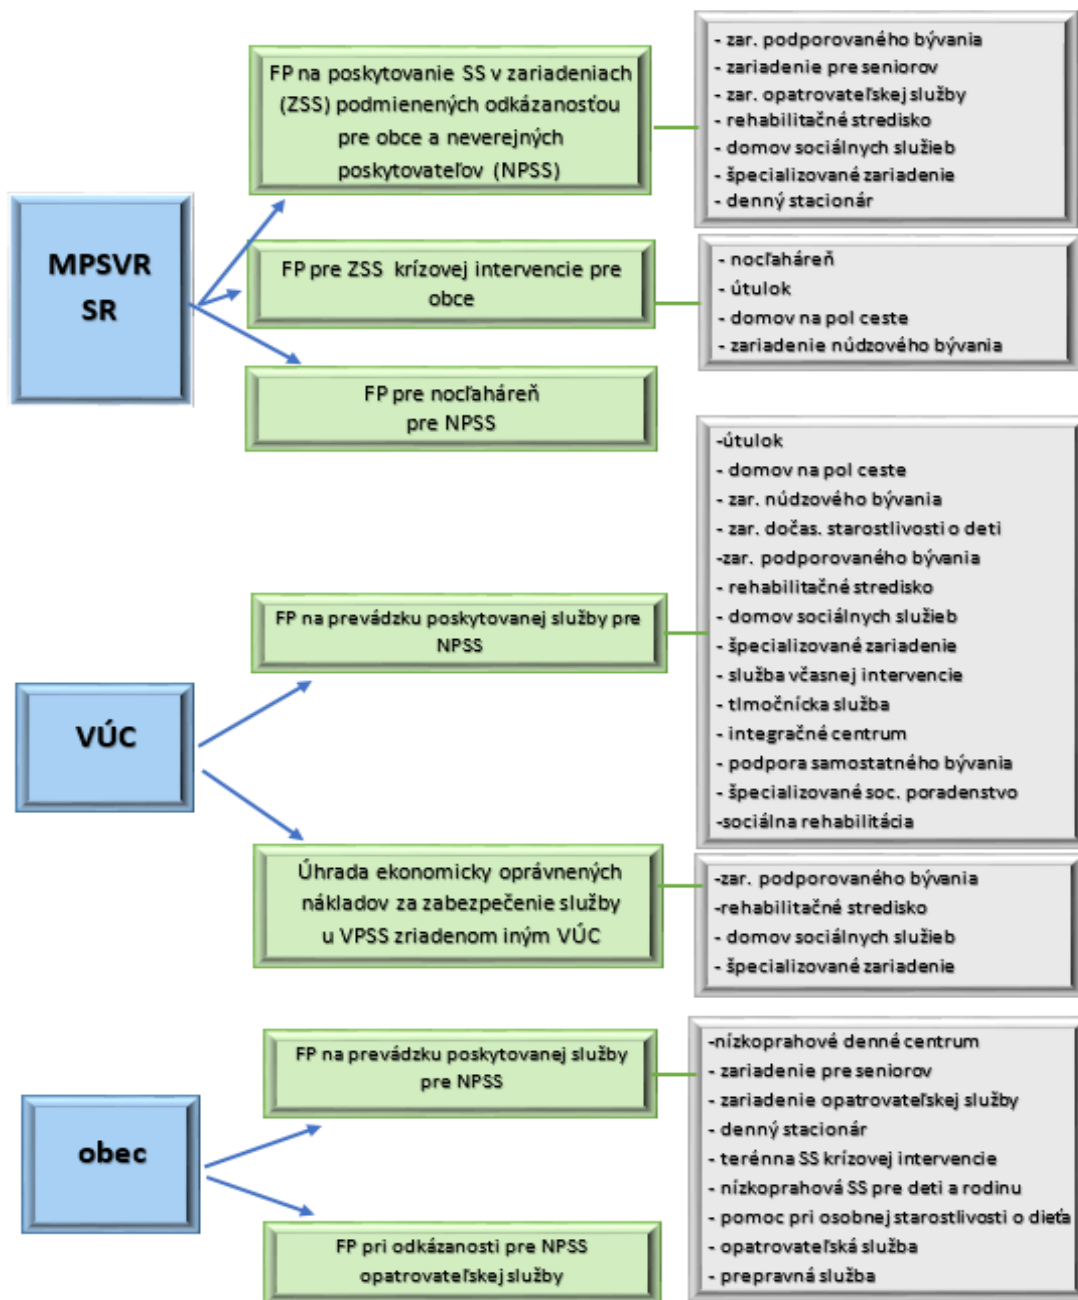 MPSVR
SR
FP na poskytovanie SS v zariadeniach
(ZSS) podmienených odkázanosťou
pre obce a neverejných
poskytovateľov (NPSS)
- zar. podporovaného bývania
- zariadenie pre seniorov
- zar. opatrovateľskej služby
- rehabilitačné stredisko
- domov sociálnych služieb
- špecializované zariadenie
- denný stacionár
FP pre ZSS krízovej intervencie pre
obce
- nocľaháreň
- útulok
- domov na pol ceste
- zariadenie núdzového bývania
FP pre nocľaháreň
pre NPSS
VÚC
FP na prevádzku poskytovanej služby pre
NPSS
-útulok
- domov na pol ceste
- zar. núdzového bývania
- zar. dočas. starostlivosti o deti
-zar. podporovaného bývania
- rehabilitačné stredisko
- domov sociálnych služieb
- špecializované zariadenie
- služba včasnej intervencie
- tlmočnícka služba
- integračné centrum
- podpora samostatného bývania
- špecializované soc. poradenstvo
-sociálna rehabilitácia
Úhrada ekonomicky oprávnených
nákladov za zabezpečenie služby
u VPSS zriadenom iným VÚC
-zar. podporovaného bývania
-rehabilitačné stredisko
- domov sociálnych služieb
- špecializované zariadenie
obec
FP na prevádzku poskytovanej služby
pre NPSS
-nízkoprahové denné centrum
- zariadenie pre seniorov
- zariadenie opatrovateľskej služby
- denný stacionár
- terénna SS krízovej intervencie
- nízkoprahová SS pre deti a rodinu
- pomoc pri osobnej starostlivosti o dieťa
- opatrovateľská služba
- prepravná služba
FP pri odkázanosti pre NPSS
opatrovateľskej služby